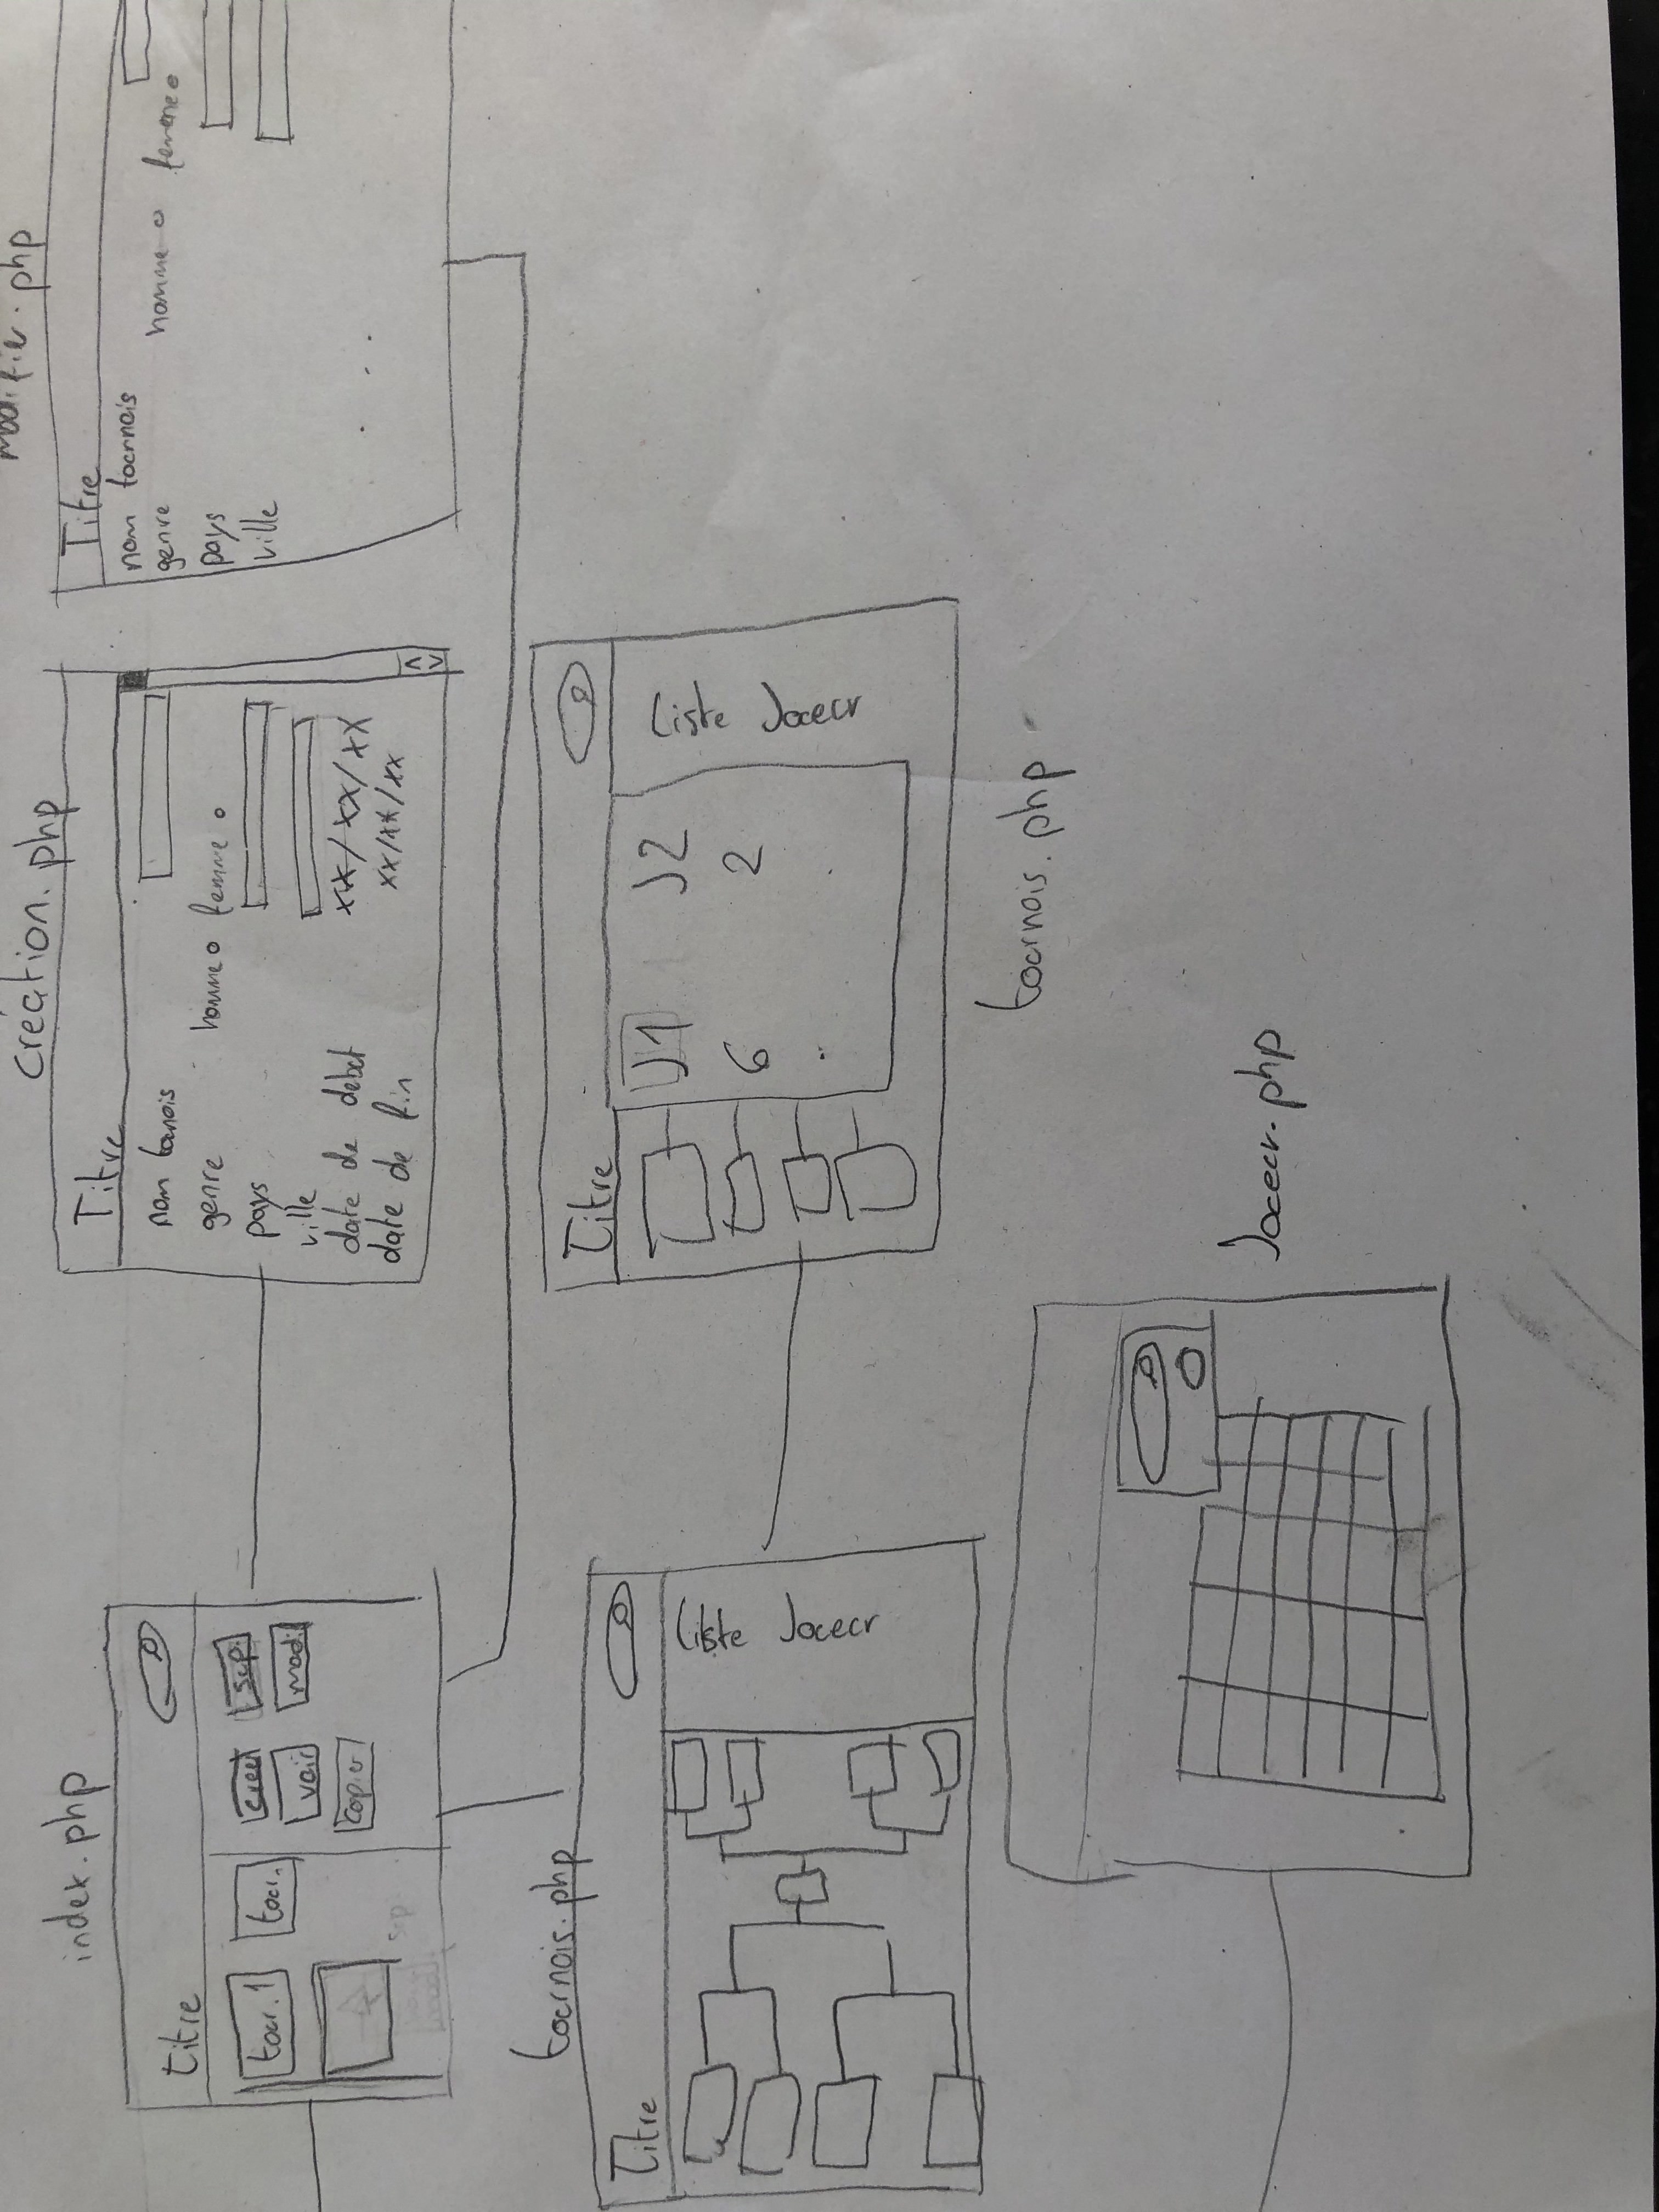 index.php
Titre
tour.1
tour.
creer
sup.
voir
modi
copier
sup
création.php
Titre
nom tounois
genre homme femme
pays
ville
date de debut xx/xx/xx
date de fin xx/xx/xx
modifier.php
Titre
nom tournois
genre homme femme
pays
ville
...
tournois.php
Titre
Liste Joueur
Titre
J1 J2
6 2
. .
Liste Joueur
tournois.php
Joueur.php